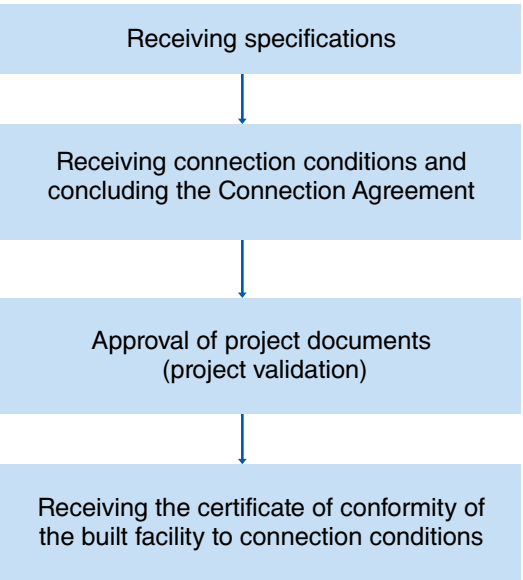 Receiving specifications
Receiving connection conditions and
concluding the Connection Agreement
Approval of project documents
(project validation)
Receiving the certificate of conformity of
the built facility to connection conditions